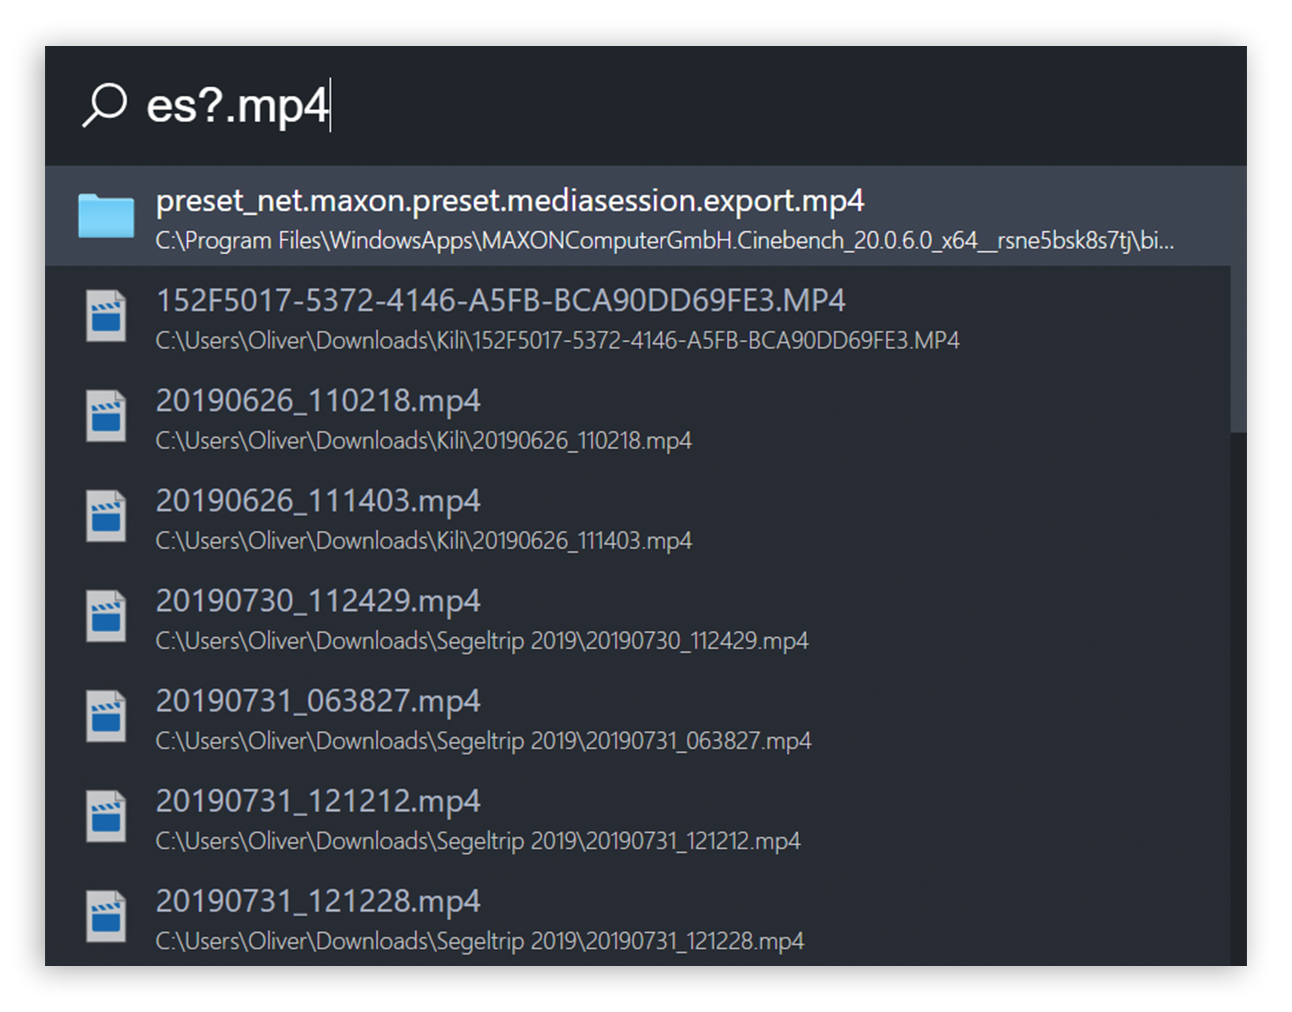 es?.mp4
preset_net.maxon.preset.mediasession.export.mp4
C:\Program Files\WindowsApps\MAXONComputerGmbH.Cinebench_20.0.6.0_x64__rsne5bsk8s7tj\bi...
152F5017-5372-4146-A5FB-BCA90DD69FE3.MP4
C:\Users\Oliver\Downloads\Kili\152F5017-5372-4146-A5FB-BCA90DD69FE3.MP4
20190626_110218.mp4
C:\Users\Oliver\Downloads\Kili\20190626_110218.mp4
20190626_111403.mp4
C:\Users\Oliver\Downloads\Kili\20190626_111403.mp4
20190730_112429.mp4
C:\Users\Oliver\Downloads\Segeltrip 2019\20190730_112429.mp4
20190731_063827.mp4
C:\Users\Oliver\Downloads\Segeltrip 2019\20190731_063827.mp4
20190731_121212.mp4
C:\Users\Oliver\Downloads\Segeltrip 2019\20190731_121212.mp4
20190731_121228.mp4
C:\Users\Oliver\Downloads\Segeltrip 2019\20190731_121228.mp4